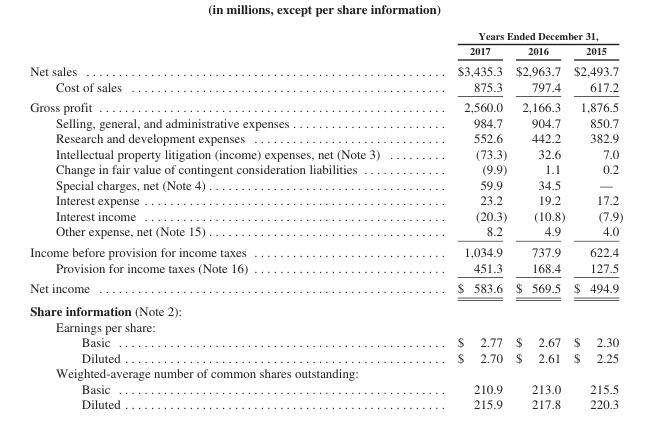 (in millions, except per share information)
Years Ended December 31,
2017 2016 2015
Net sales $3,435.3 $2,963.7 $2,493.7
Cost of sales 875.3 797.4 617.2
Gross profit 2,560.0 2,166.3 1,876.5
Selling, general, and administrative expenses 984.7 904.7 850.7
Research and development expenses 552.6 442.2 382.9
Intellectual property litigation (income) expenses, net (Note 3) (73.3) 32.6 7.0
Change in fair value of contingent consideration liabilities (9.9) 1.1 0.2
Special charges, net (Note 4) 59.9 34.5 —
Interest expense 23.2 19.2 17.2
Interest income (20.3) (10.8) (7.9)
Other expense, net (Note 15) 8.2 4.9 4.0
Income before provision for income taxes 1,034.9 737.9 622.4
Provision for income taxes (Note 16) 451.3 168.4 127.5
Net income $ 583.6 $ 569.5 $ 494.9
Share information (Note 2):
Earnings per share:
Basic $ 2.77 $ 2.67 $ 2.30
Diluted $ 2.70 $ 2.61 $ 2.25
Weighted-average number of common shares outstanding:
Basic 210.9 213.0 215.5
Diluted 215.9 217.8 220.3